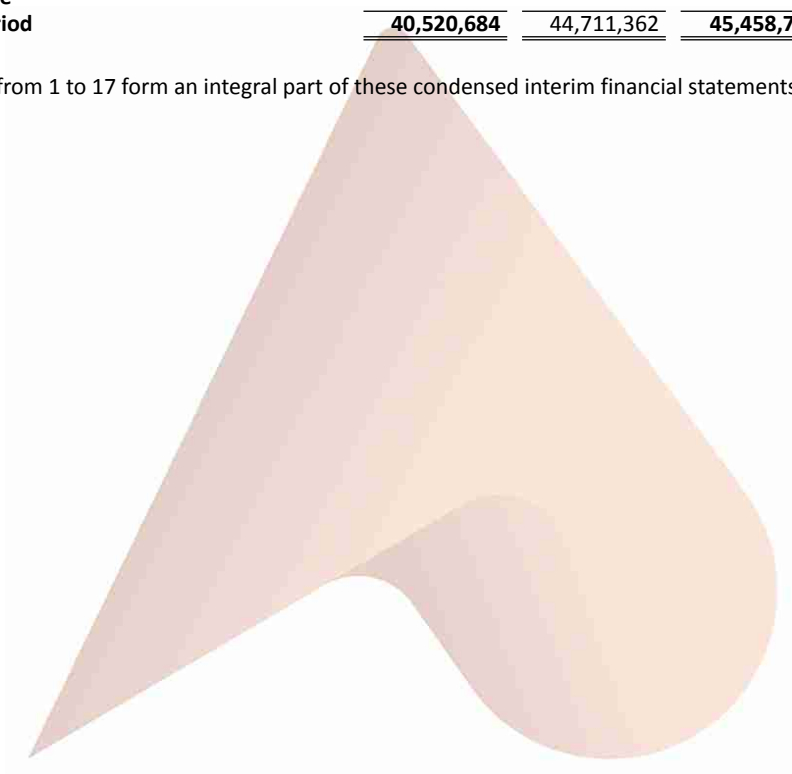 riod 40,520,684 44,711,362 45,458,7
from 1 to 17 form an integral part of these condensed interim financial statements